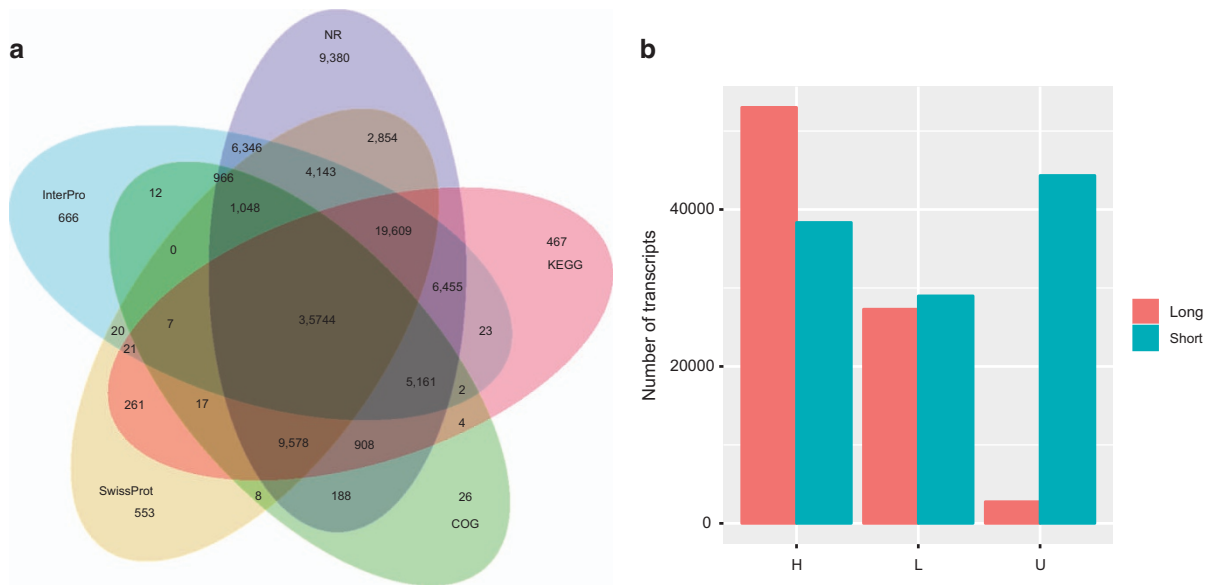 a
NR
9,380
2,854
6,346
4,143
966
12
InterPro
666
1,048
19,609
467
KEGG
0
6,455
3,5744
23
7
20
21
5,161
2
261
17
4
9,578
908
SwissProt
553
8
188
26
COG
b
Number of transcripts
40000
20000
0
H L U
Long
Short